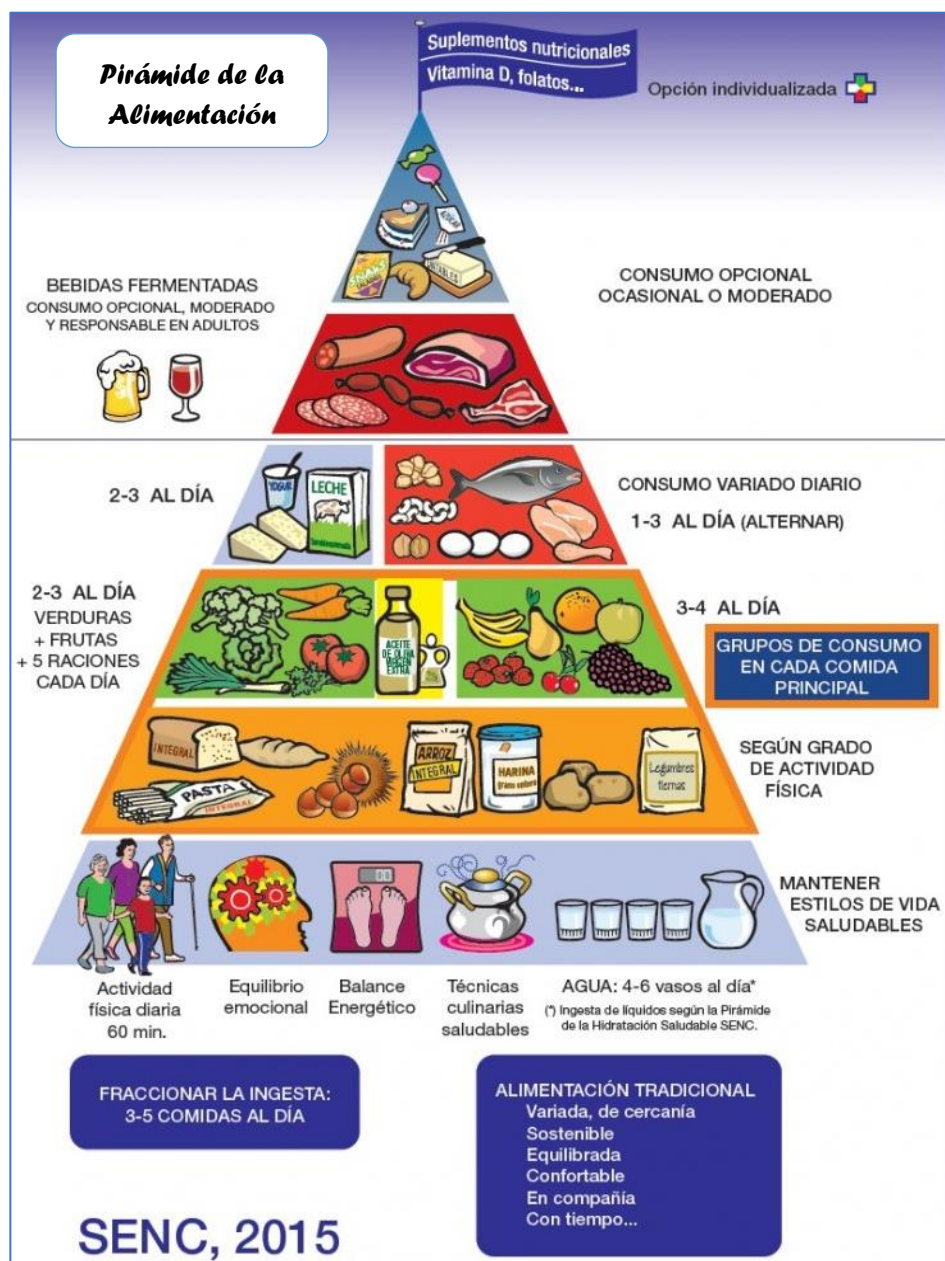 Pirámide de la
Alimentación
Suplementos nutricionales
Vitamina D, folatos...
Opción individualizada
AZÚCAR
SNAKS
UNTABLES
BEBIDAS FERMENTADAS
CONSUMO OPCIONAL, MODERADO
Y RESPONSABLE EN ADULTOS
CONSUMO OPCIONAL
OCASIONAL O MODERADO
2-3 AL DÍA
YOGUR
LECHE
CONSUMO VARIADO DIARIO
1-3 AL DÍA (ALTERNAR)
2-3 AL DÍA
VERDURAS
+ FRUTAS
+ 5 RACIONES
CADA DÍA
ACEITE
DE OLIVA
VIRGEN
EXTRA
3-4 AL DÍA
GRUPOS DE CONSUMO
EN CADA COMIDA
PRINCIPAL
INTEGRAL
PASTA
INTEGRAL
ARROZ
INTEGRAL
HARINA
grano entero
Legumbres
tiernas
SEGÚN GRADO
DE ACTIVIDAD
FÍSICA
MANTENER
ESTILOS DE VIDA
SALUDABLES
Actividad
física diaria
60 min.
Equilibrio
emocional
Balance
Energético
Técnicas
culinarias
saludables
AGUA: 4-6 vasos al día*
(*) Ingesta de líquidos según la Pirámide
de la Hidratación Saludable SENC.
FRACCIONAR LA INGESTA:
3-5 COMIDAS AL DÍA
ALIMENTACIÓN TRADICIONAL
Variada, de cercanía
Sostenible
Equilibrada
Confortable
En compañía
Con tiempo...
SENC, 2015